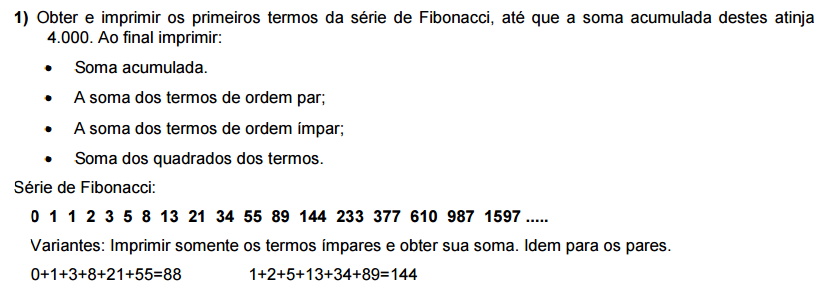 1) Obter e imprimir os primeiros termos da série de Fibonacci, até que a soma acumulada destes atinja
4.000. Ao final imprimir:
• Soma acumulada.
• A soma dos termos de ordem par;
• A soma dos termos de ordem ímpar;
• Soma dos quadrados dos termos.
Série de Fibonacci:
0 1 1 2 3 5 8 13 21 34 55 89 144 233 377 610 987 1597 .....
Variantes: Imprimir somente os termos ímpares e obter sua soma. Idem para os pares.
0+1+3+8+21+55=88 1+2+5+13+34+89=144